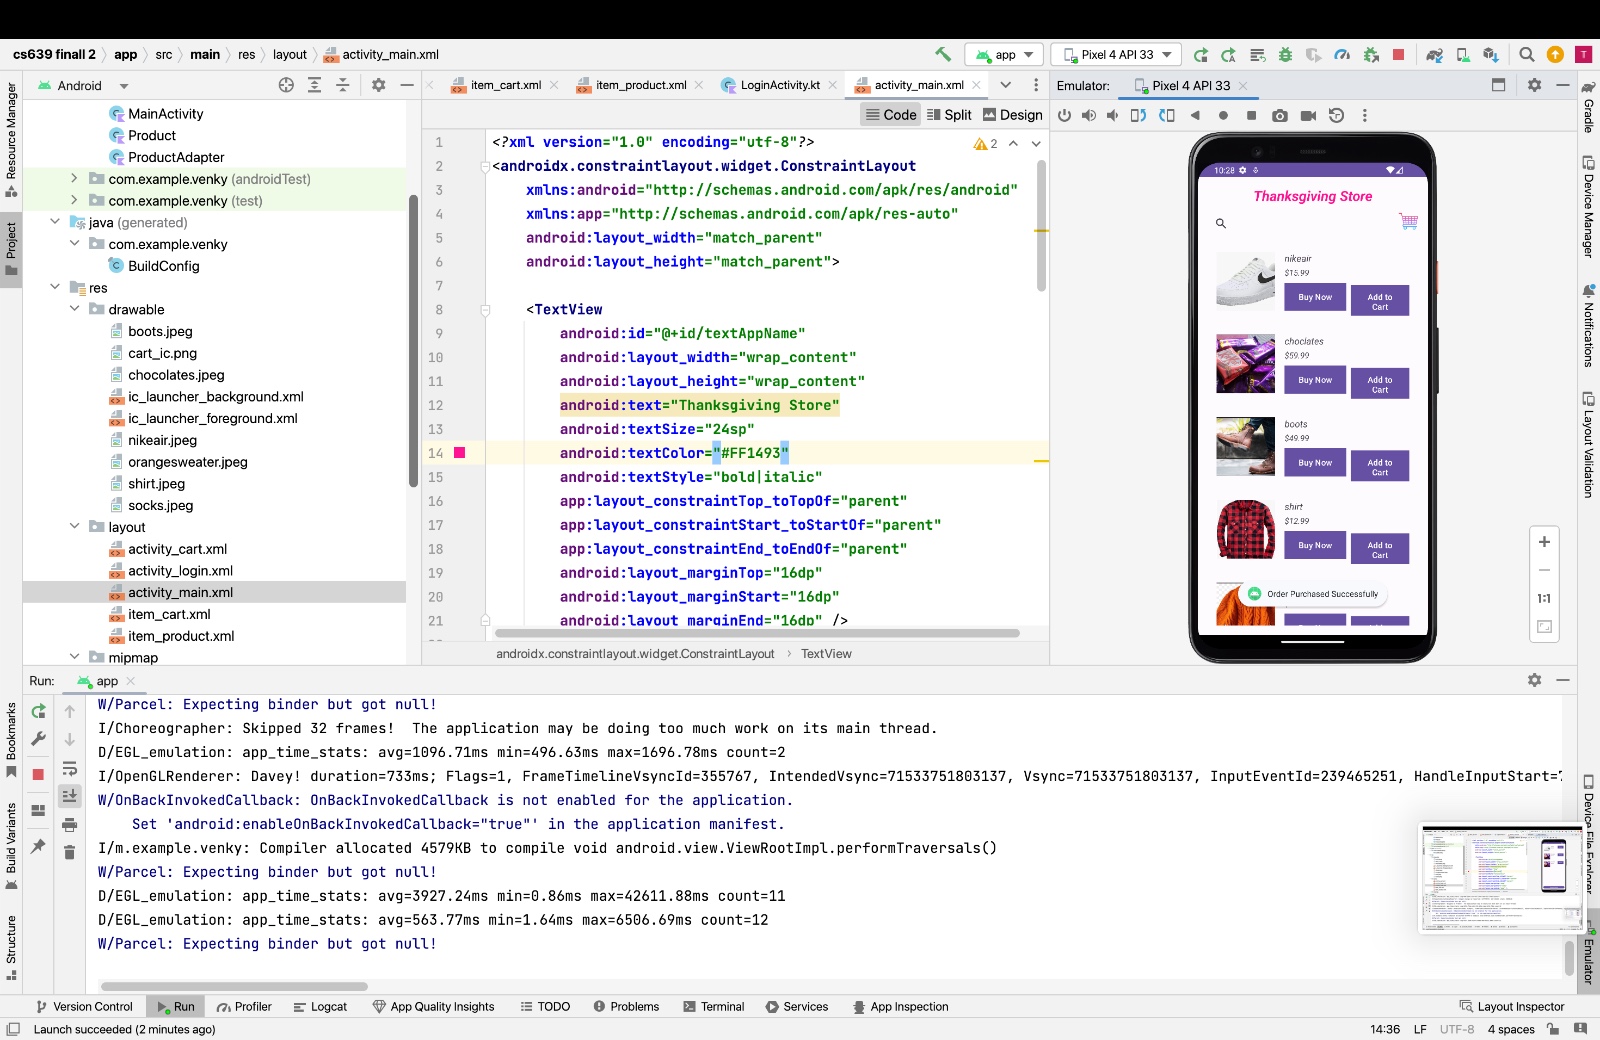 cs639 finall 2 › app › src › main › res › layout › activity_main.xml
app
Pixel 4 API 33
Android
item_cart.xml
item_product.xml
LoginActivity.kt
activity_main.xml
Emulator:
Pixel 4 API 33
Code
Split
Design
Resource Manager
Project
Bookmarks
Build Variants
Structure
MainActivity
Product
ProductAdapter
com.example.venky (androidTest)
com.example.venky (test)
java (generated)
com.example.venky
BuildConfig
res
drawable
boots.jpeg
cart_ic.png
chocolates.jpeg
ic_launcher_background.xml
ic_launcher_foreground.xml
nikeair.jpeg
orangesweater.jpeg
shirt.jpeg
socks.jpeg
layout
activity_cart.xml
activity_login.xml
activity_main.xml
item_cart.xml
item_product.xml
mipmap
2
1 <?xml version="1.0" encoding="utf-8"?>
2 <androidx.constraintlayout.widget.ConstraintLayout
3 xmlns:android="http://schemas.android.com/apk/res/android"
4 xmlns:app="http://schemas.android.com/apk/res-auto"
5 android:layout_width="match_parent"
6 android:layout_height="match_parent">
7
8 <TextView
9 android:id="@+id/textAppName"
10 android:layout_width="wrap_content"
11 android:layout_height="wrap_content"
12 android:text="Thanksgiving Store"
13 android:textSize="24sp"
14 android:textColor="#FF1493"
15 android:textStyle="bold|italic"
16 app:layout_constraintTop_toTopOf="parent"
17 app:layout_constraintStart_toStartOf="parent"
18 app:layout_constraintEnd_toEndOf="parent"
19 android:layout_marginTop="16dp"
20 android:layout_marginStart="16dp"
21 android:layout_marginEnd="16dp" />
androidx.constraintlayout.widget.ConstraintLayout › TextView
10:28
Thanksgiving Store
nikeair
$15.99
Buy Now
Add to
Cart
choclates
$59.99
Buy Now
Add to
Cart
boots
$49.99
Buy Now
Add to
Cart
shirt
$12.99
Buy Now
Add to
Cart
Order Purchased Successfully
1:1
Gradle
Device Manager
Notifications
Layout Validation
Device File Explorer
Emulator
Run:
app
W/Parcel: Expecting binder but got null!
I/Choreographer: Skipped 32 frames!  The application may be doing too much work on its main thread.
D/EGL_emulation: app_time_stats: avg=1096.71ms min=496.63ms max=1696.78ms count=2
I/OpenGLRenderer: Davey! duration=733ms; Flags=1, FrameTimelineVsyncId=355767, IntendedVsync=71533751803137, Vsync=71533751803137, InputEventId=239465251, HandleInputStart=7
W/OnBackInvokedCallback: OnBackInvokedCallback is not enabled for the application.
Set 'android:enableOnBackInvokedCallback="true"' in the application manifest.
I/m.example.venky: Compiler allocated 4579KB to compile void android.view.ViewRootImpl.performTraversals()
W/Parcel: Expecting binder but got null!
D/EGL_emulation: app_time_stats: avg=3927.24ms min=0.86ms max=42611.88ms count=11
D/EGL_emulation: app_time_stats: avg=563.77ms min=1.64ms max=6506.69ms count=12
W/Parcel: Expecting binder but got null!
Version Control
Run
Profiler
Logcat
App Quality Insights
TODO
Problems
Terminal
Services
App Inspection
Layout Inspector
Launch succeeded (2 minutes ago)
14:36
LF
UTF-8
4 spaces